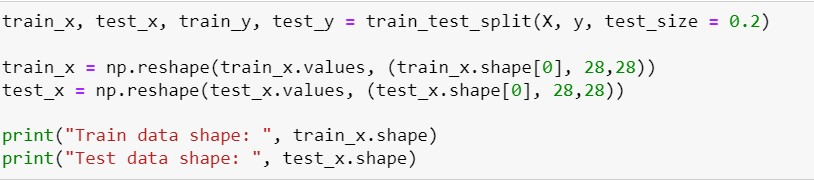 train_x, test_x, train_y, test_y = train_test_split(X, y, test_size = 0.2)
train_x = np.reshape(train_x.values, (train_x.shape[0], 28,28))
test_x = np.reshape(test_x.values, (test_x.shape[0], 28,28))
print("Train data shape: ", train_x.shape)
print("Test data shape: ", test_x.shape)